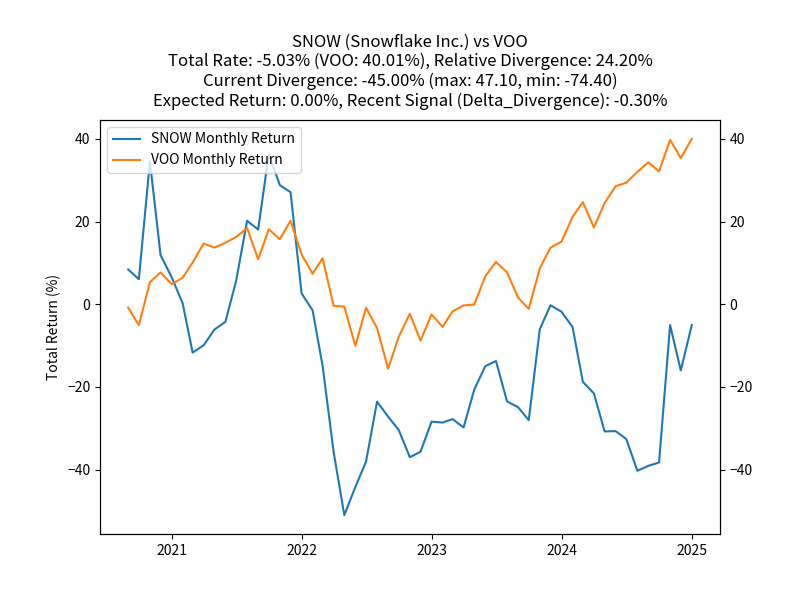 SNOW (Snowflake Inc.) vs VOO
Total Rate: -5.03% (VOO: 40.01%), Relative Divergence: 24.20%
Current Divergence: -45.00% (max: 47.10, min: -74.40)
Expected Return: 0.00%, Recent Signal (Delta_Divergence): -0.30%
SNOW Monthly Return
VOO Monthly Return
Total Return (%)
40
20
0
−20
−40
40
20
0
−20
−40
2021
2022
2023
2024
2025